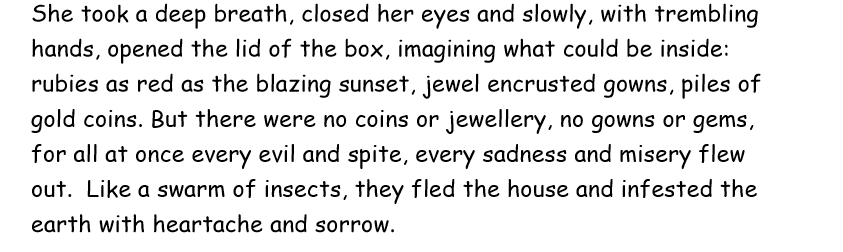 She took a deep breath, closed her eyes and slowly, with trembling
hands, opened the lid of the box, imagining what could be inside:
rubies as red as the blazing sunset, jewel encrusted gowns, piles of
gold coins. But there were no coins or jewellery, no gowns or gems,
for all at once every evil and spite, every sadness and misery flew
out.  Like a swarm of insects, they fled the house and infested the
earth with heartache and sorrow.